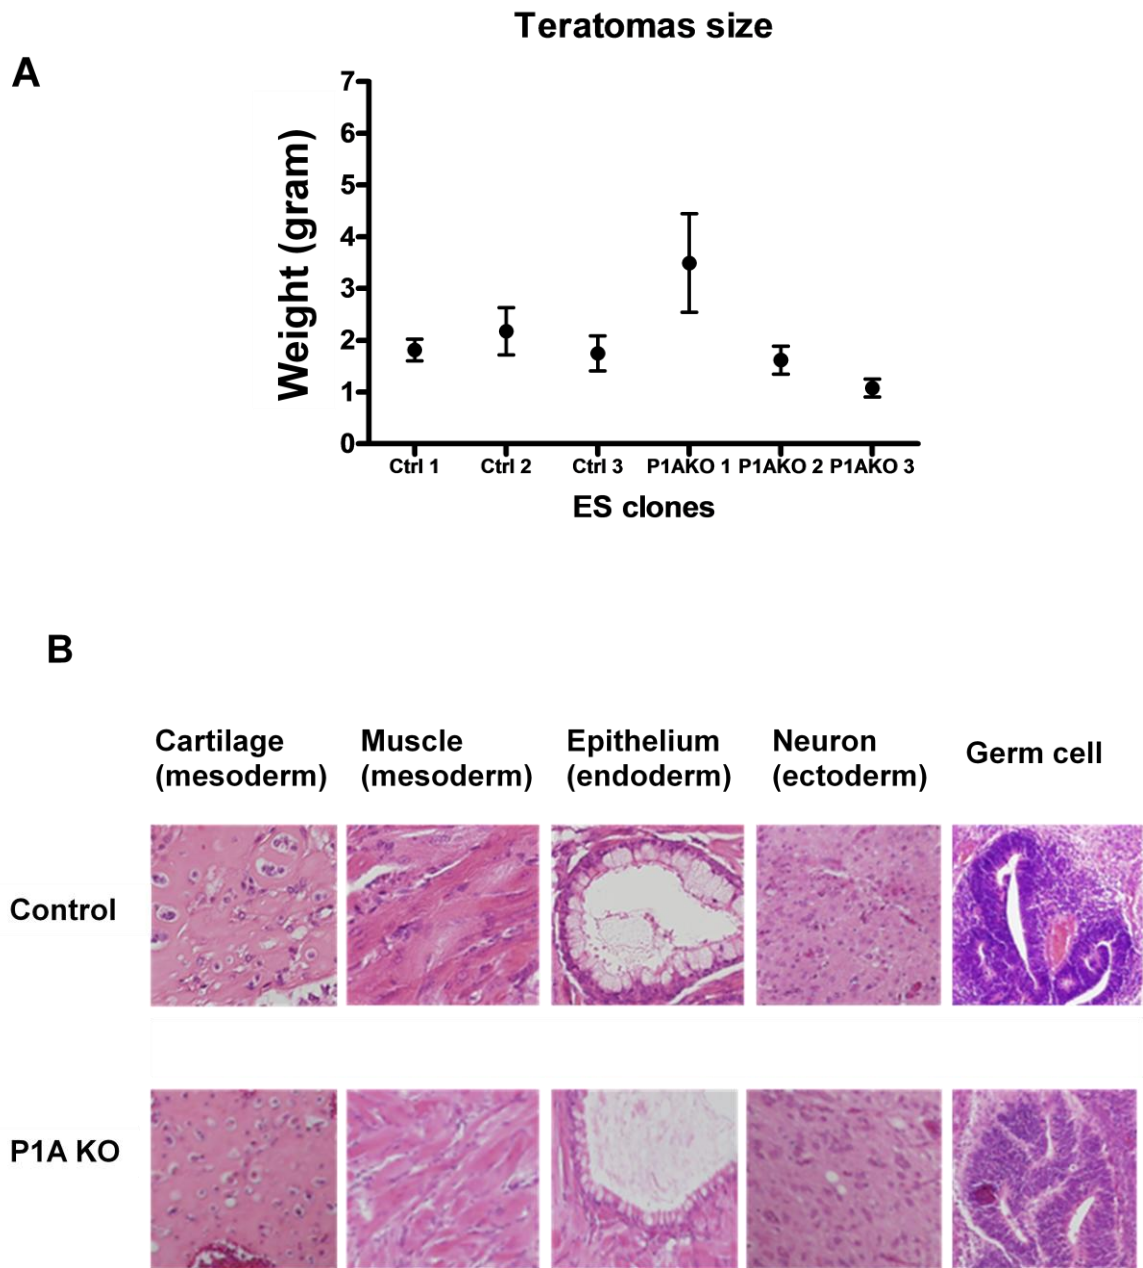 Teratomas size
A
Weight (gram)
7
6
5
4
3
2
1
0
Ctrl 1 Ctrl 2 Ctrl 3 P1AKO 1 P1AKO 2 P1AKO 3
ES clones
B
Cartilage (mesoderm)
Muscle (mesoderm)
Epithelium (endoderm)
Neuron (ectoderm)
Germ cell
Control
P1A KO